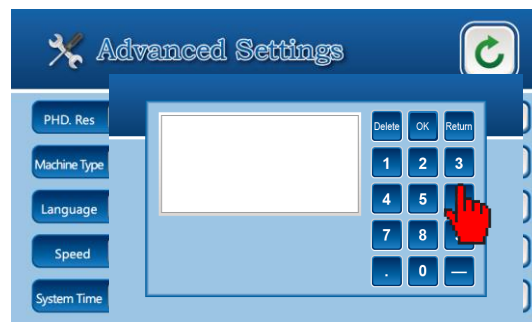 Advanced Settings
PHD. Res
Machine Type
Language
Speed
System Time
Delete OK Return
1 2 3
4 5
7 8
. 0 —